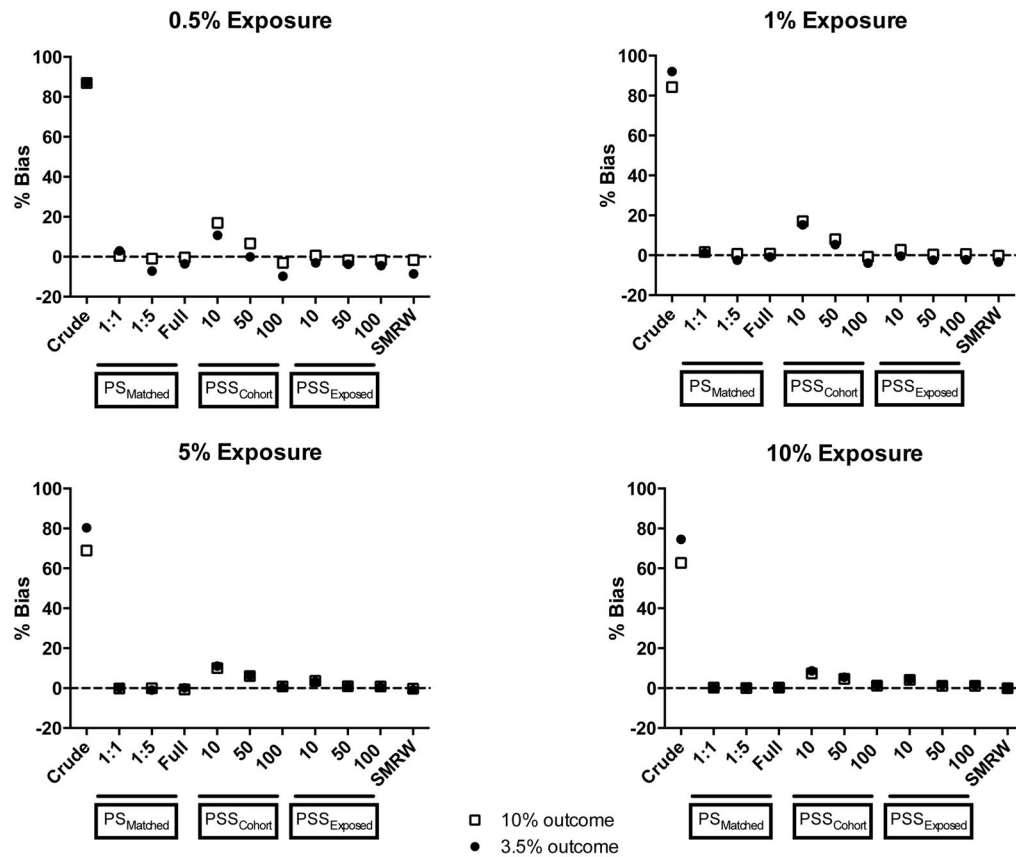 0.5% Exposure
100
80
60
40
20
0
-20
% Bias
Crude
1:1
1:5
Full
10
50
100
10
50
100
SMRW
PSMatched
PSSCohort
PSSExposed
1% Exposure
100
80
60
40
20
0
-20
% Bias
Crude
1:1
1:5
Full
10
50
100
10
50
100
SMRW
PSMatched
PSSCohort
PSSExposed
5% Exposure
100
80
60
40
20
0
-20
% Bias
Crude
1:1
1:5
Full
10
50
100
10
50
100
SMRW
PSMatched
PSSCohort
PSSExposed
10% Exposure
100
80
60
40
20
0
-20
% Bias
Crude
1:1
1:5
Full
10
50
100
10
50
100
SMRW
PSMatched
PSSCohort
PSSExposed
10% outcome
3.5% outcome